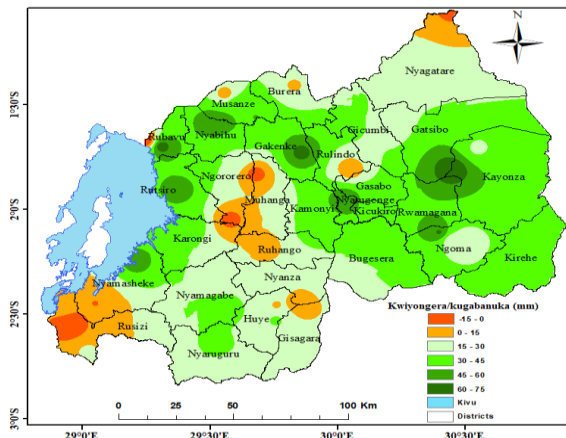 N
1°30'S
2°0'S
2°30'S
3°0'S
Nyagatare
Burera
Musanze
Gicumbi
Gatsibo
Rubavu
Nyabihu
Gakenke
Rulindo
Ngororero
Gasabo
Kayonza
Rutsiro
Muhanga
Kamonyi
Nyarugenge
Kicukiro
Rwamagana
Karongi
Ruhango
Bugesera
Ngoma
Kirehe
Nyanza
Nyamasheke
Nyamagabe
Huye
Rusizi
Gisagara
Nyaruguru
Kwiyongera/kugabanuka (mm)
-15 - 0
0 - 15
15 - 30
30 - 45
45 - 60
60 - 75
Kivu
Districts
0 25 50 100 Km
29°0'E 29°30'E 30°0'E 30°30'E